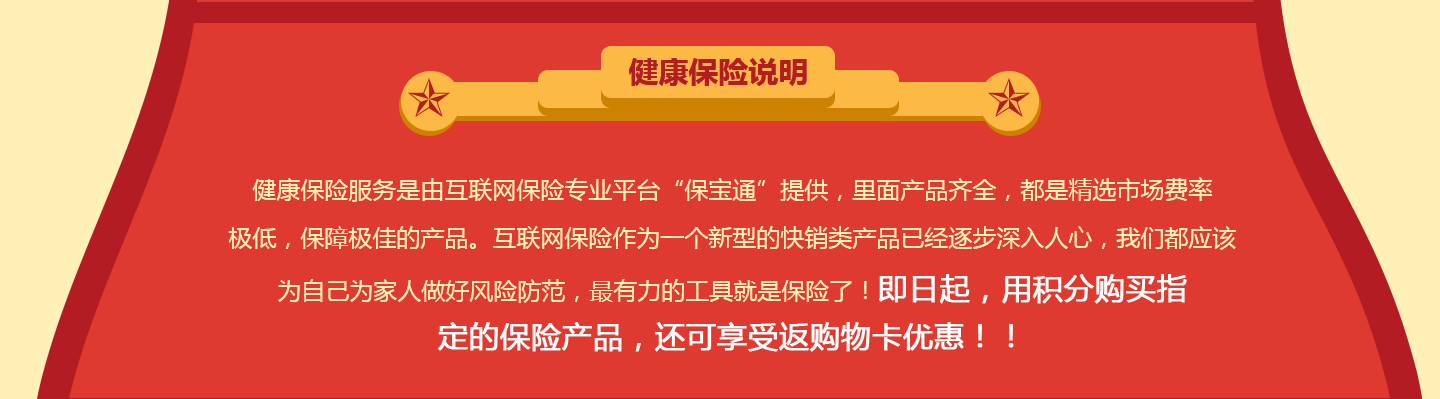 健康保险说明
健康保险服务是由互联网保险专业平台“保宝通”提供，里面产品齐全，都是精选市场费率
极低，保障极佳的产品。互联网保险作为一个新型的快销类产品已经逐步深入人心，我们都应该
为自己为家人做好风险防范，最有力的工具就是保险了！即日起，用积分购买指
定的保险产品，还可享受返购物卡优惠！！